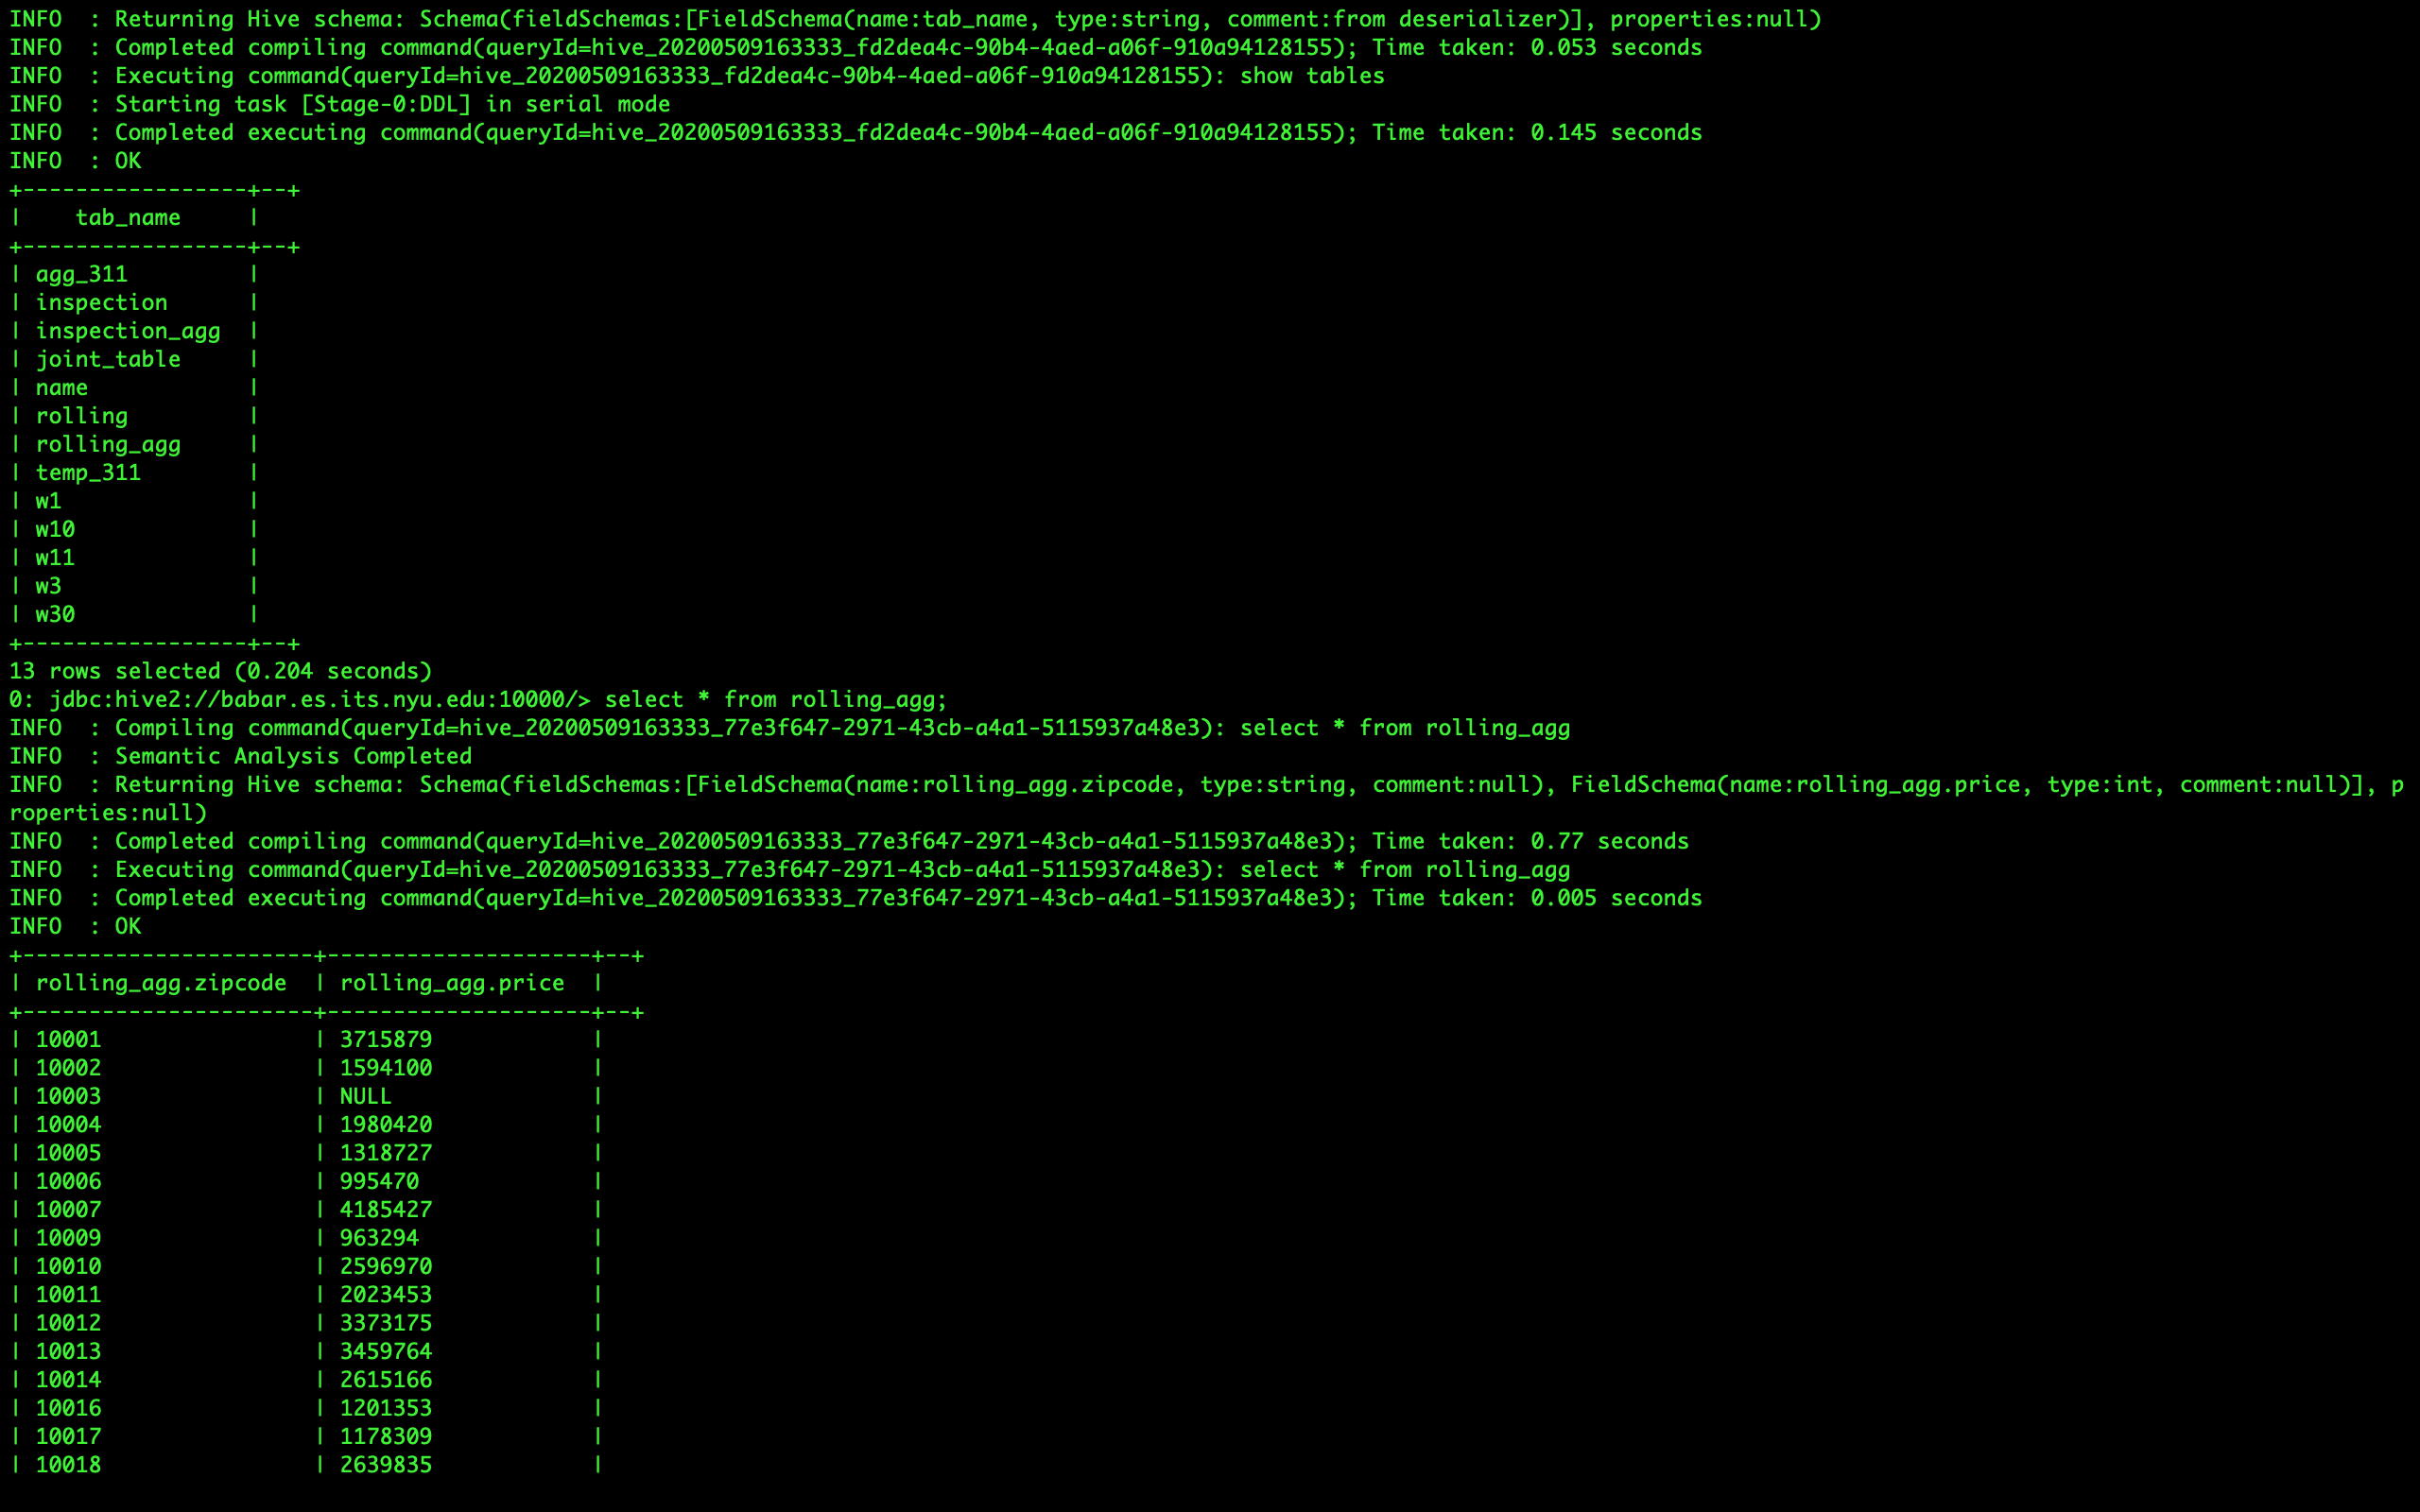 INFO  : Returning Hive schema: Schema(fieldSchemas:[FieldSchema(name:tab_name, type:string, comment:from deserializer)], properties:null)
INFO  : Completed compiling command(queryId=hive_20200509163333_fd2dea4c-90b4-4aed-a06f-910a94128155); Time taken: 0.053 seconds
INFO  : Executing command(queryId=hive_20200509163333_fd2dea4c-90b4-4aed-a06f-910a94128155): show tables
INFO  : Starting task [Stage-0:DDL] in serial mode
INFO  : Completed executing command(queryId=hive_20200509163333_fd2dea4c-90b4-4aed-a06f-910a94128155); Time taken: 0.145 seconds
INFO  : OK
+-----------------+--+
|    tab_name     |
+-----------------+--+
| agg_311         |
| inspection      |
| inspection_agg  |
| joint_table     |
| name            |
| rolling         |
| rolling_agg     |
| temp_311        |
| w1              |
| w10             |
| w11             |
| w3              |
| w30             |
+-----------------+--+
13 rows selected (0.204 seconds)
0: jdbc:hive2://babar.es.its.nyu.edu:10000/> select * from rolling_agg;
INFO  : Compiling command(queryId=hive_20200509163333_77e3f647-2971-43cb-a4a1-5115937a48e3): select * from rolling_agg
INFO  : Semantic Analysis Completed
INFO  : Returning Hive schema: Schema(fieldSchemas:[FieldSchema(name:rolling_agg.zipcode, type:string, comment:null), FieldSchema(name:rolling_agg.price, type:int, comment:null)], p
roperties:null)
INFO  : Completed compiling command(queryId=hive_20200509163333_77e3f647-2971-43cb-a4a1-5115937a48e3); Time taken: 0.77 seconds
INFO  : Executing command(queryId=hive_20200509163333_77e3f647-2971-43cb-a4a1-5115937a48e3): select * from rolling_agg
INFO  : Completed executing command(queryId=hive_20200509163333_77e3f647-2971-43cb-a4a1-5115937a48e3); Time taken: 0.005 seconds
INFO  : OK
+----------------------+--------------------+--+
| rolling_agg.zipcode  | rolling_agg.price  |
+----------------------+--------------------+--+
| 10001                | 3715879            |
| 10002                | 1594100            |
| 10003                | NULL               |
| 10004                | 1980420            |
| 10005                | 1318727            |
| 10006                | 995470             |
| 10007                | 4185427            |
| 10009                | 963294             |
| 10010                | 2596970            |
| 10011                | 2023453            |
| 10012                | 3373175            |
| 10013                | 3459764            |
| 10014                | 2615166            |
| 10016                | 1201353            |
| 10017                | 1178309            |
| 10018                | 2639835            |